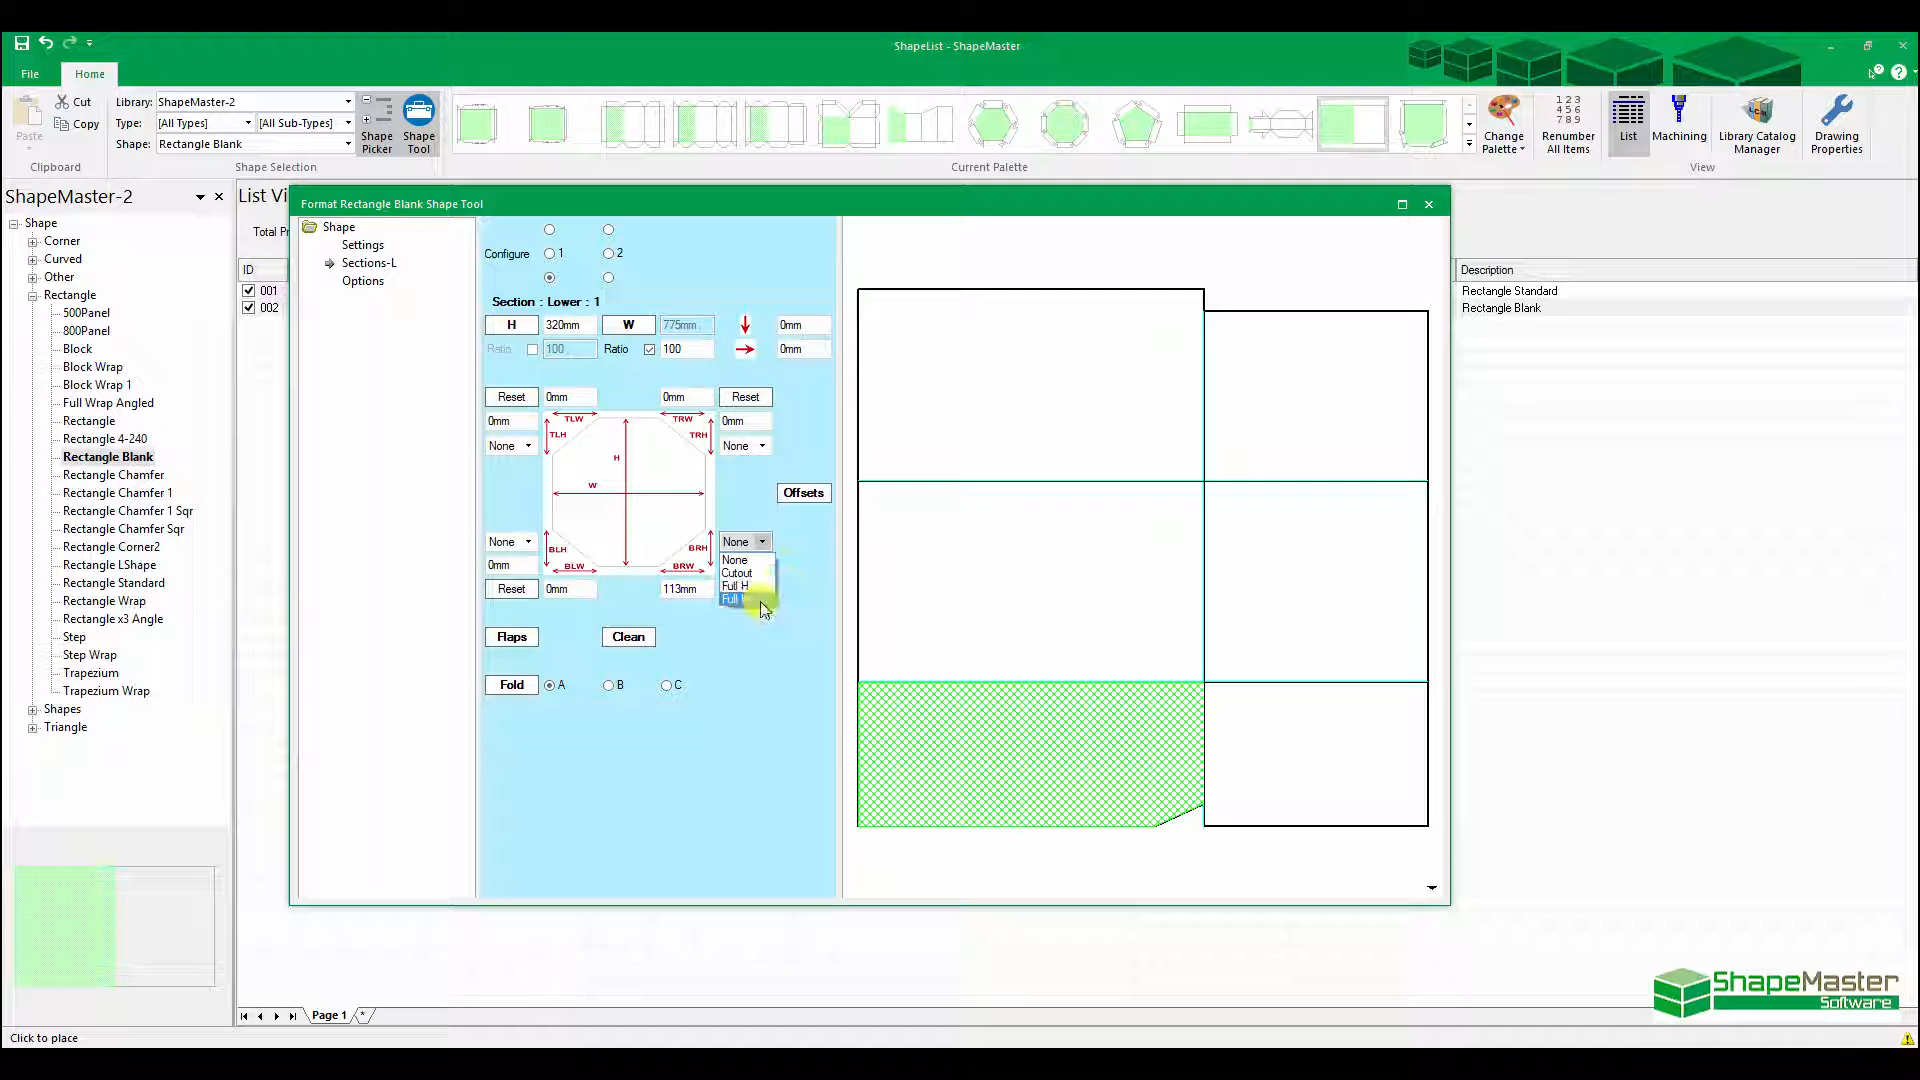 ShapeList - ShapeMaster
File
Home
Paste
Cut
Copy
Clipboard
Library:
ShapeMaster-2
Type:
[All Types]
[All Sub-Types]
Shape:
Rectangle Blank
Shape Selection
Shape
Picker
Shape
Tool
Current Palette
Change
Palette
1 2 3
4 5 6
7 8 9
Renumber
All Items
List
Machining
Library Catalog
Manager
Drawing
Properties
View
ShapeMaster-2
Shape
Corner
Curved
Other
Rectangle
500Panel
800Panel
Block
Block Wrap
Block Wrap 1
Full Wrap Angled
Rectangle
Rectangle 4-240
Rectangle Blank
Rectangle Chamfer
Rectangle Chamfer 1
Rectangle Chamfer 1 Sqr
Rectangle Chamfer Sqr
Rectangle Corner2
Rectangle LShape
Rectangle Standard
Rectangle Wrap
Rectangle x3 Angle
Step
Step Wrap
Trapezium
Trapezium Wrap
Shapes
Triangle
List Vi
Total Pr
ID
001
002
Description
Rectangle Standard
Rectangle Blank
Format Rectangle Blank Shape Tool
Shape
Settings
Sections-L
Options
Configure
1
2
Section : Lower : 1
H
320mm
W
775mm
0mm
Ratio
100
Ratio
100
0mm
Reset
0mm
0mm
Reset
0mm
TLW
TRW
0mm
TLH
TRH
None
None
H
W
Offsets
None
None
BLH
BRH
None
Cutout
Full H
Full
0mm
BLW
BRW
Reset
0mm
113mm
Flaps
Clean
Fold
A
B
C
Page 1
*
ShapeMaster
Software
Click to place